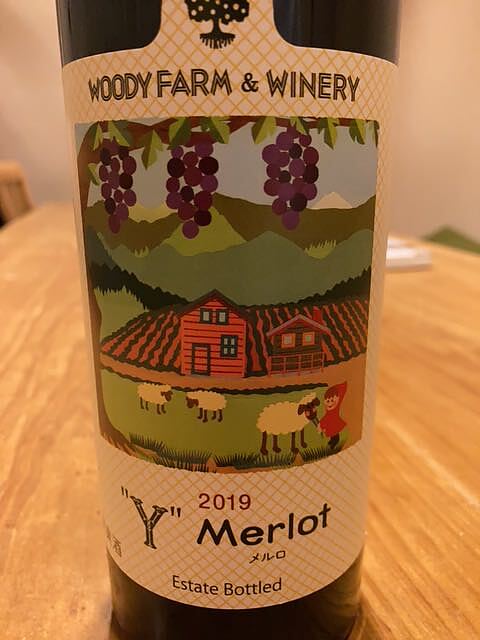 WOODY FARM & WINERY
"Y" 2019 Merlot
メルロ
Estate Bottled